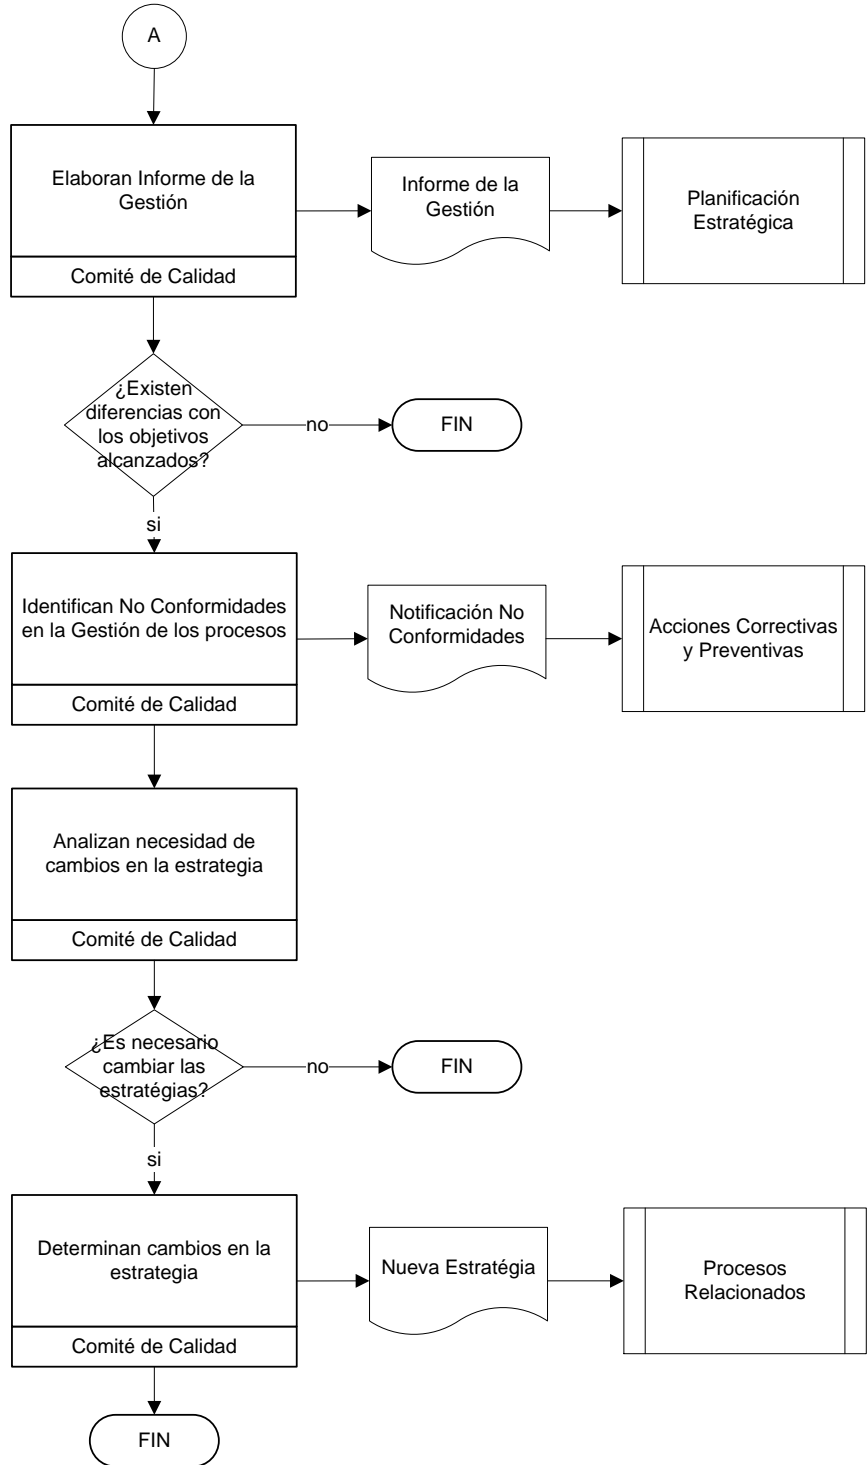 A
Elaboran Informe de la
Gestión
Comité de Calidad
Informe de la
Gestión
Planificación
Estratégica
¿Existen
diferencias con
los objetivos
alcanzados?
no
FIN
si
Identifican No Conformidades
en la Gestión de los procesos
Comité de Calidad
Notificación No
Conformidades
Acciones Correctivas
y Preventivas
Analizan necesidad de
cambios en la estrategia
Comité de Calidad
¿Es necesario
cambiar las
estratégias?
no
FIN
si
Determinan cambios en la
estrategia
Comité de Calidad
Nueva Estratégia
Procesos
Relacionados
FIN